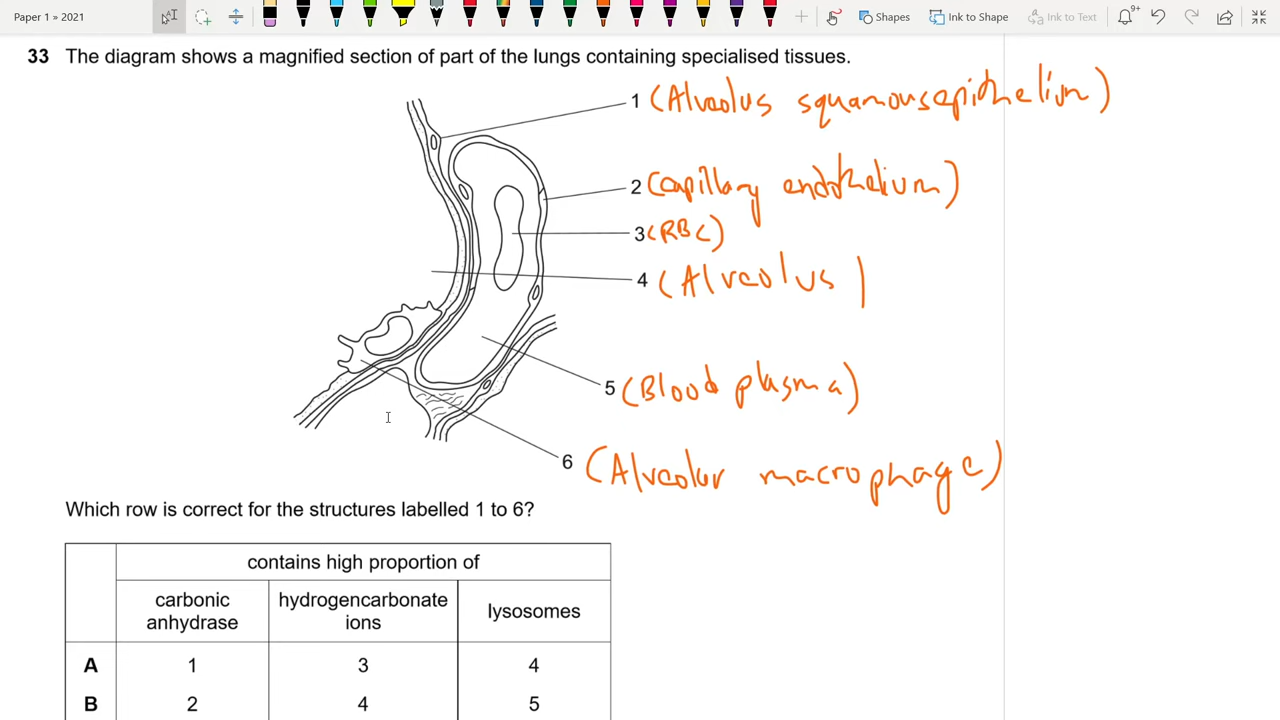 Paper 1 » 2021
9+
Shapes
Ink to Shape
Ink to Text
33 The diagram shows a magnified section of part of the lungs containing specialised tissues.
1 (Alveolus squamous epithelium)
2 (Capillary endothelium)
3 (RBC)
4 (Alveolus)
5 (Blood plasma)
6 (Alveolar macrophage)
Which row is correct for the structures labelled 1 to 6?
contains high proportion of
carbonic anhydrase
hydrogencarbonate ions
lysosomes
A 1 3 4
B 2 4 5